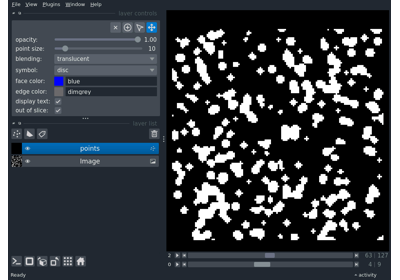 File View Plugins Window Help
layer controls
opacity: 1.00
point size: 10
blending: translucent
symbol: disc
face color: blue
edge color: dimgrey
display text:
out of slice:
layer list
points
Image
2 63 127
0 4 9
Ready activity